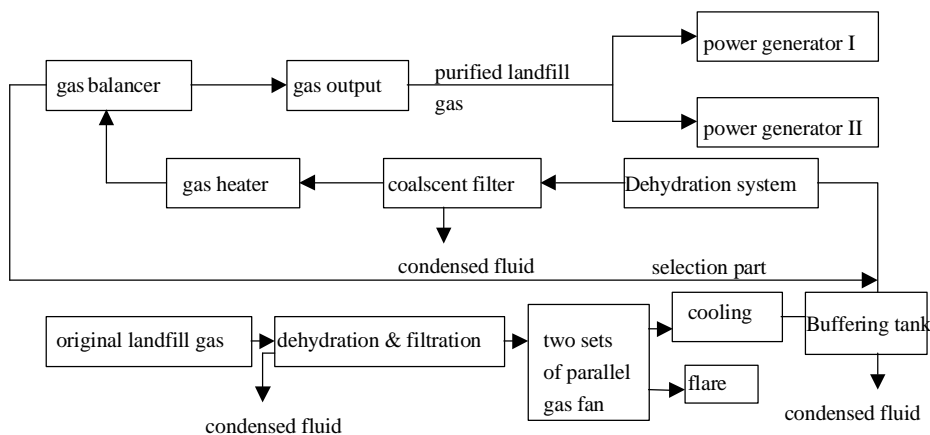 power generator I
gas balancer
gas output
purified landfill
gas
power generator II
gas heater
coalscent filter
Dehydration system
condensed fluid
selection part
original landfill gas
dehydration & filtration
two sets
of parallel
gas fan
cooling
Buffering tank
flare
condensed fluid
condensed fluid